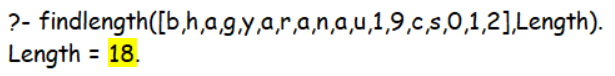 ?- findlength([b,h,a,g,y,a,r,a,n,a,u,1,9,c,s,0,1,2],Length).
Length = 18.